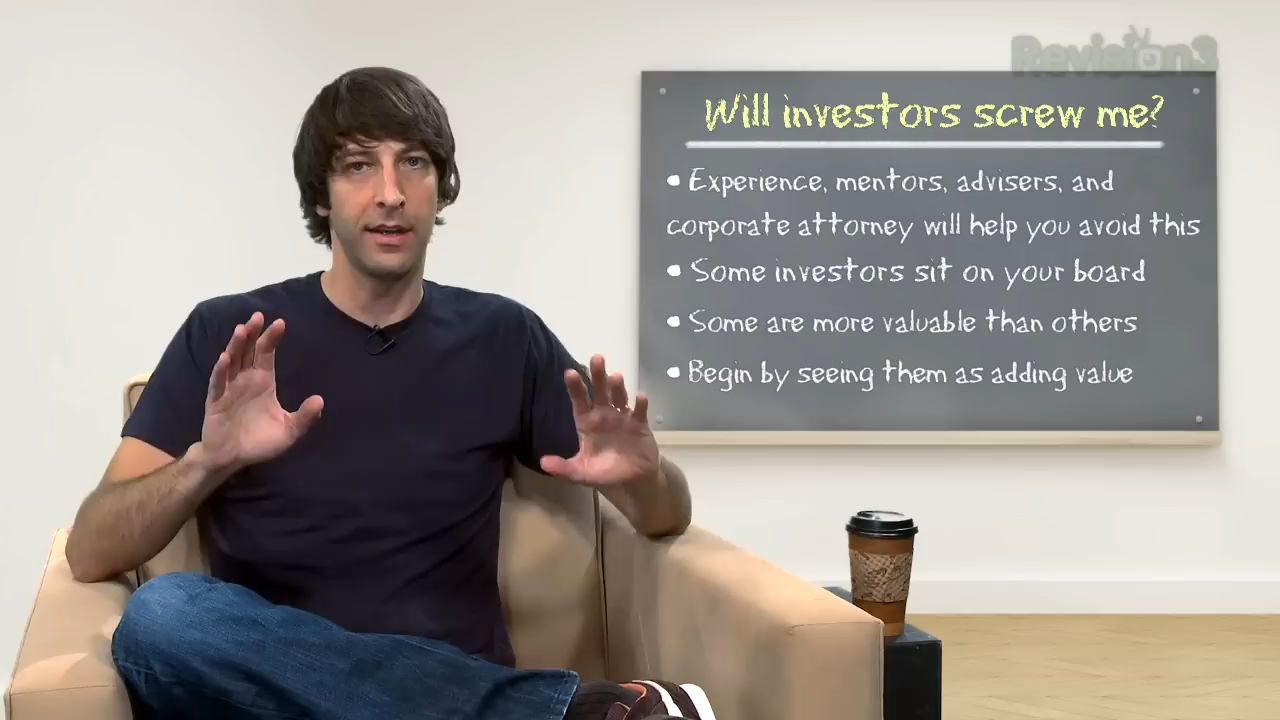 Revision3
Will investors screw me?
• Experience, mentors, advisers, and
corporate attorney will help you avoid this
• Some investors sit on your board
• Some are more valuable than others
• Begin by seeing them as adding value